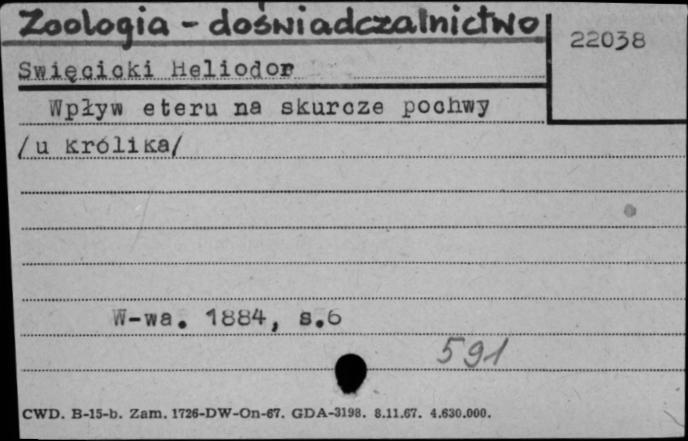 Zoologia - doświadczalnictwo
22038
Swięcicki Heliodor
Wpływ eteru na skurcze pochwy
/u królika/
W-wa. 1884, s.6
591
CWD. B-15-b. Zam. 1726-DW-On-67. GDA-3198. 8.11.67. 4.630.000.